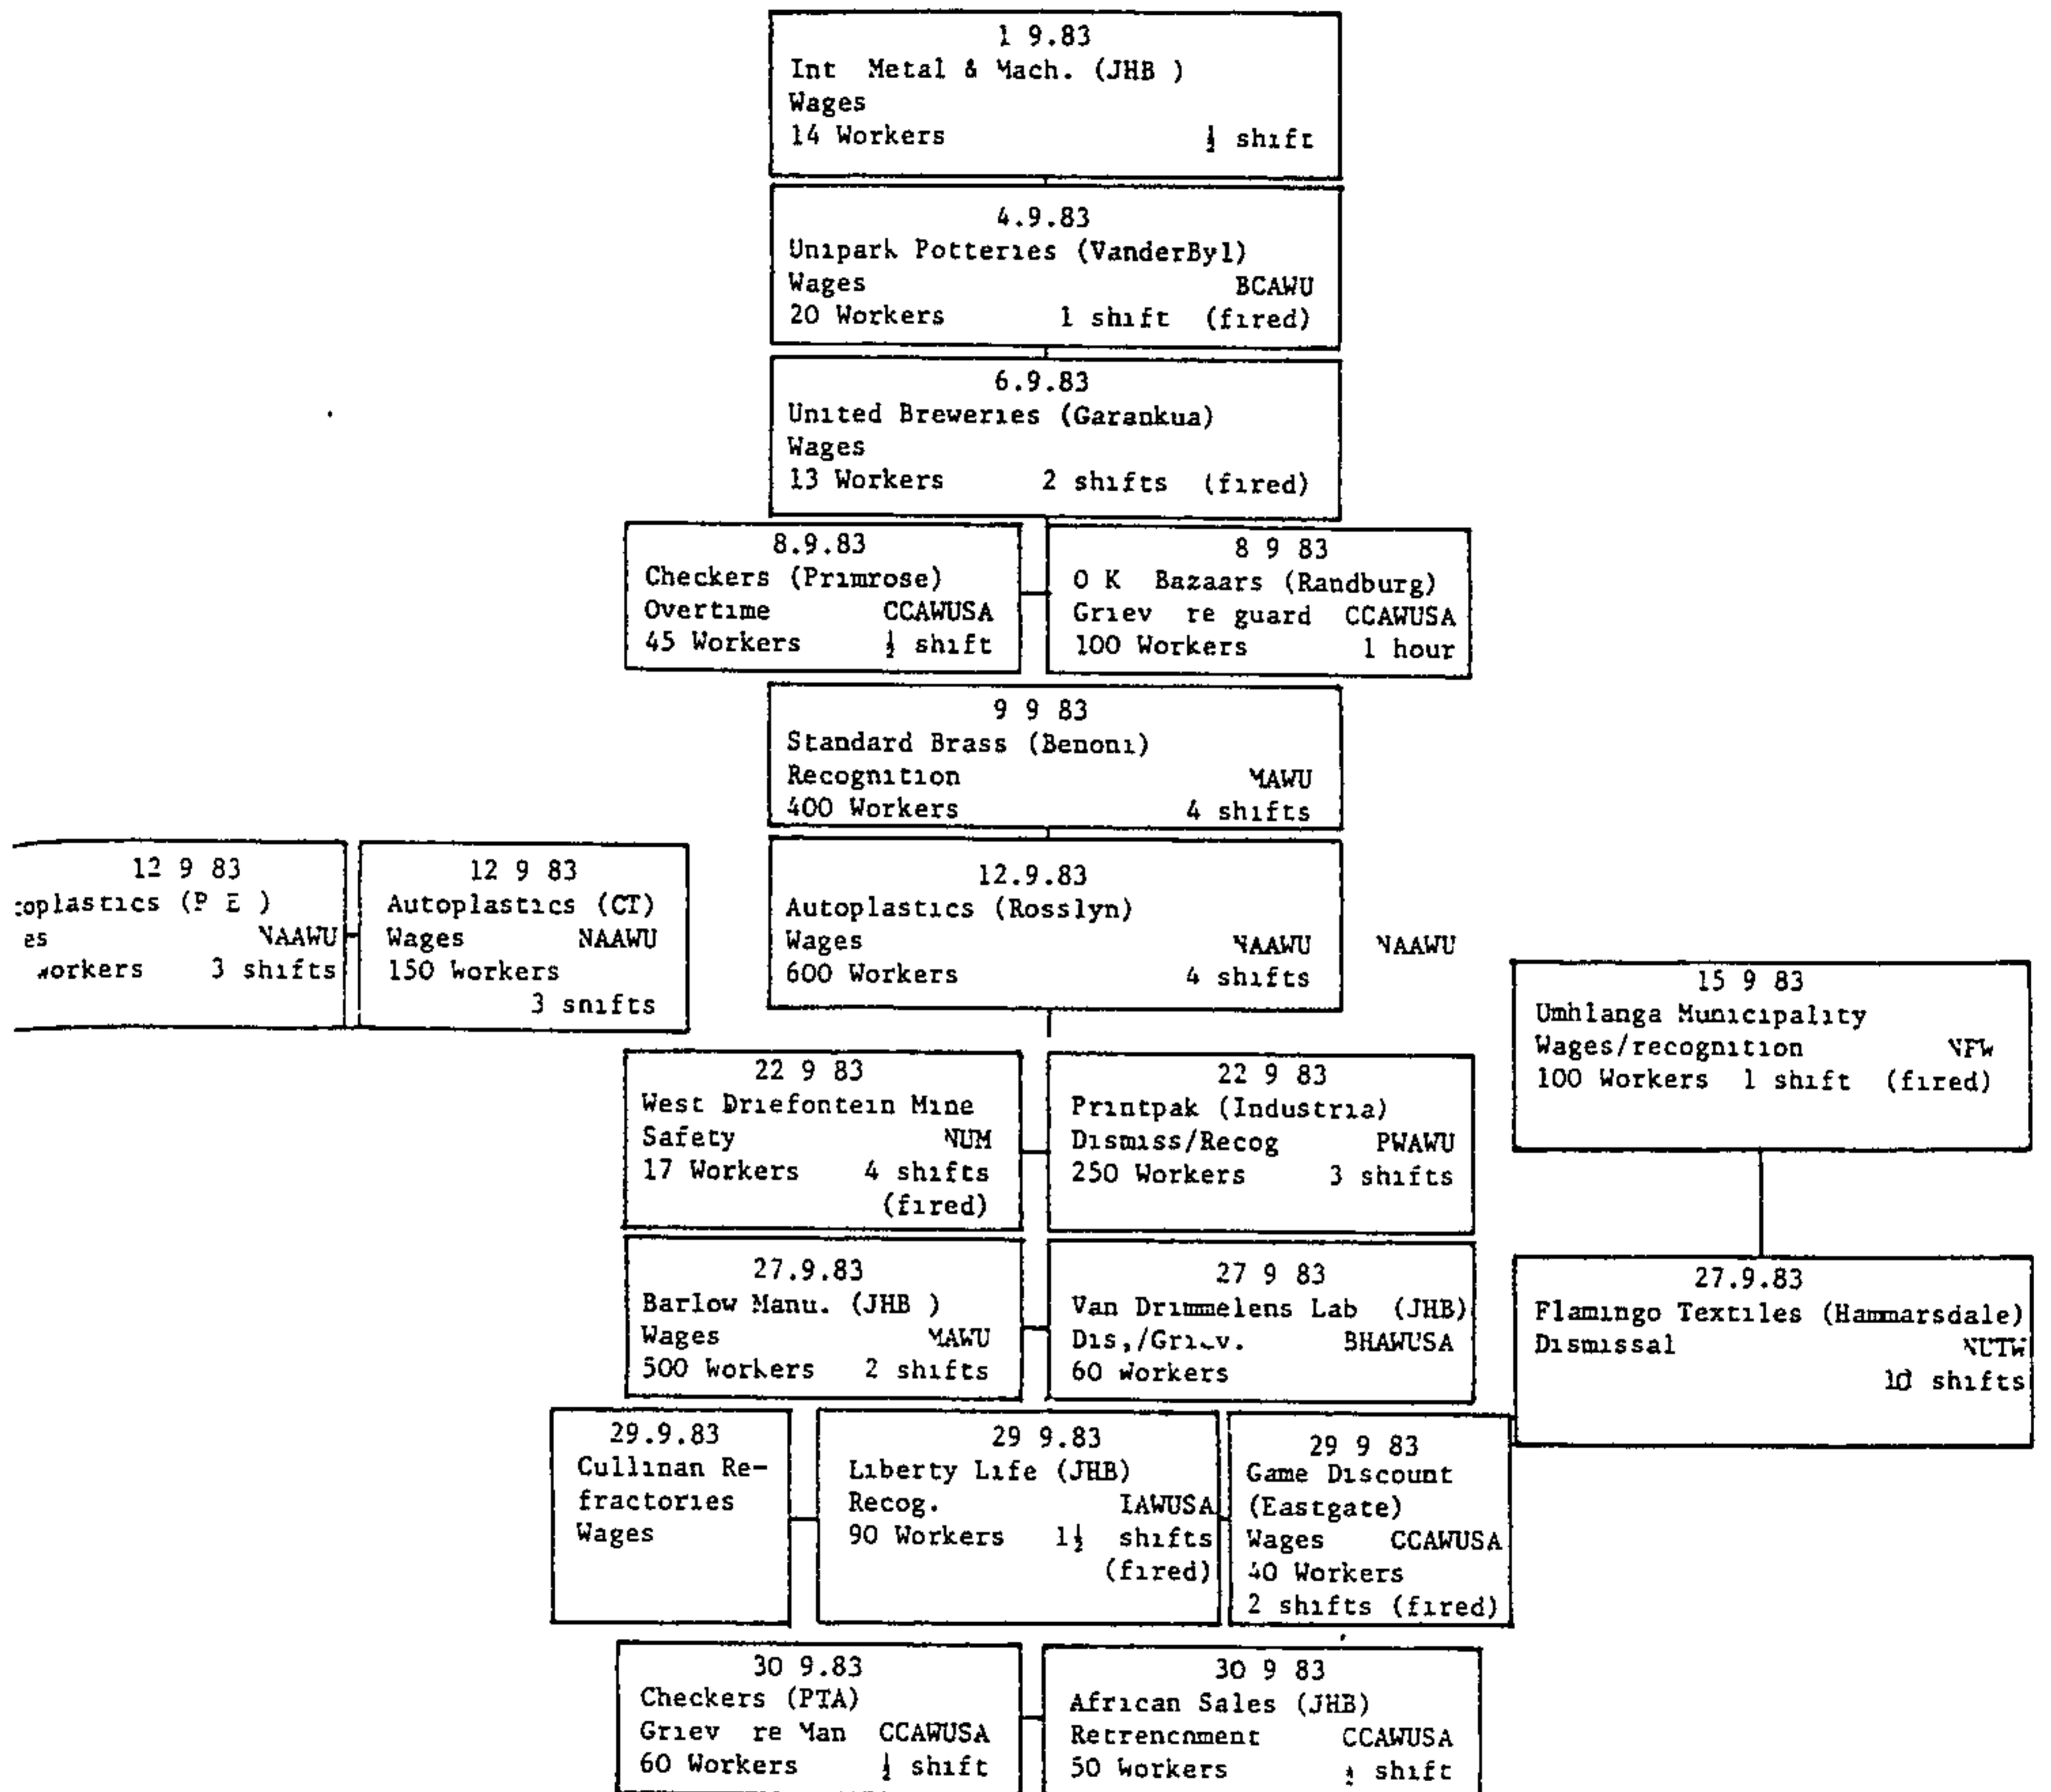 1 9.83
Int Metal & Mach. (JHB )
Wages
14 Workers ½ shift
4.9.83
Unipark Potteries (VanderByl)
Wages BCAWU
20 Workers 1 shift (fired)
6.9.83
United Breweries (Garankua)
Wages
13 Workers 2 shifts (fired)
8.9.83
Checkers (Primrose)
Overtime CCAWUSA
45 Workers ½ shift
8 9 83
O K Bazaars (Randburg)
Griev re guard CCAWUSA
100 Workers 1 hour
9 9 83
Standard Brass (Benoni)
Recognition MAWU
400 Workers 4 shifts
12 9 83
toplastics (P E )
es NAAWU
workers 3 shifts
12 9 83
Autoplastics (CT)
Wages NAAWU
150 Workers
3 shifts
12.9.83
Autoplastics (Rosslyn)
Wages NAAWU NAAWU
600 Workers 4 shifts
15 9 83
Umhlanga Municipality
Wages/recognition NFW
100 Workers 1 shift (fired)
22 9 83
West Driefontein Mine
Safety NUM
17 Workers 4 shifts
(fired)
22 9 83
Printpak (Industria)
Dismiss/Recog PWAWU
250 Workers 3 shifts
27.9.83
Barlow Manu. (JHB )
Wages MAWU
500 Workers 2 shifts
27 9 83
Van Drimmelens Lab (JHB)
Dis,/Griev. BHAWUSA
60 Workers
27.9.83
Flamingo Textiles (Hammarsdale)
Dismissal NUTW
10 shifts
29.9.83
Cullinan Re-
fractories
Wages
29 9.83
Liberty Life (JHB)
Recog. IAWUSA
90 Workers 1½ shifts
(fired)
29 9 83
Game Discount
(Eastgate)
Wages CCAWUSA
40 Workers
2 shifts (fired)
30 9.83
Checkers (PTA)
Griev re Man CCAWUSA
60 Workers ½ shift
30 9 83
African Sales (JHB)
Retrenchment CCAWUSA
50 Workers shift